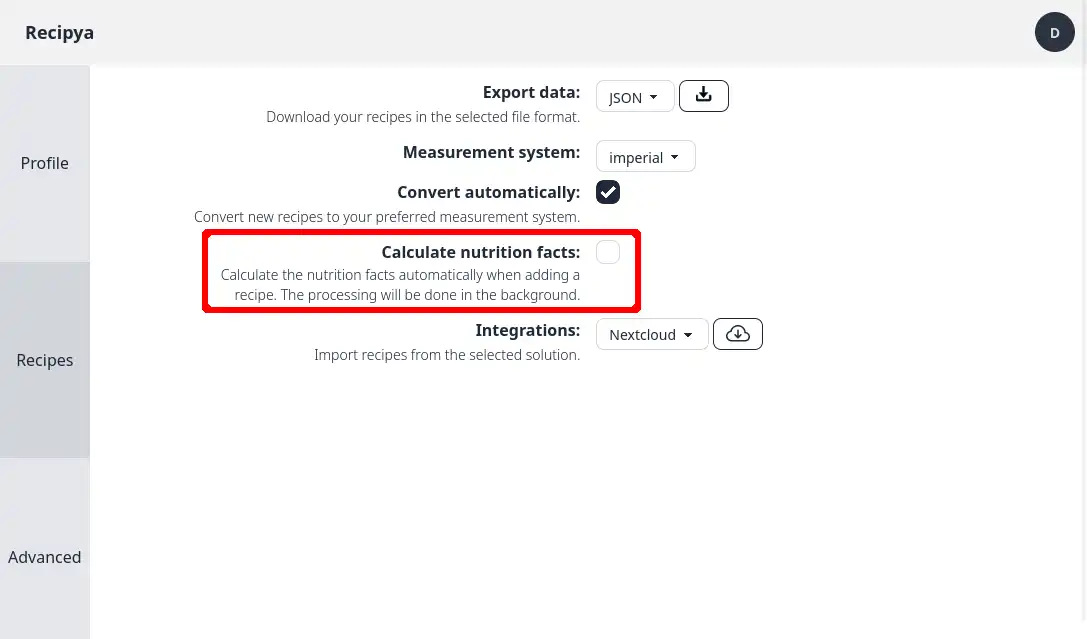 Recipya
D
Profile
Recipes
Advanced
Export data:
JSON
Download your recipes in the selected file format.
Measurement system:
imperial
Convert automatically:
Convert new recipes to your preferred measurement system.
Calculate nutrition facts:
Calculate the nutrition facts automatically when adding a
recipe. The processing will be done in the background.
Integrations:
Nextcloud
Import recipes from the selected solution.